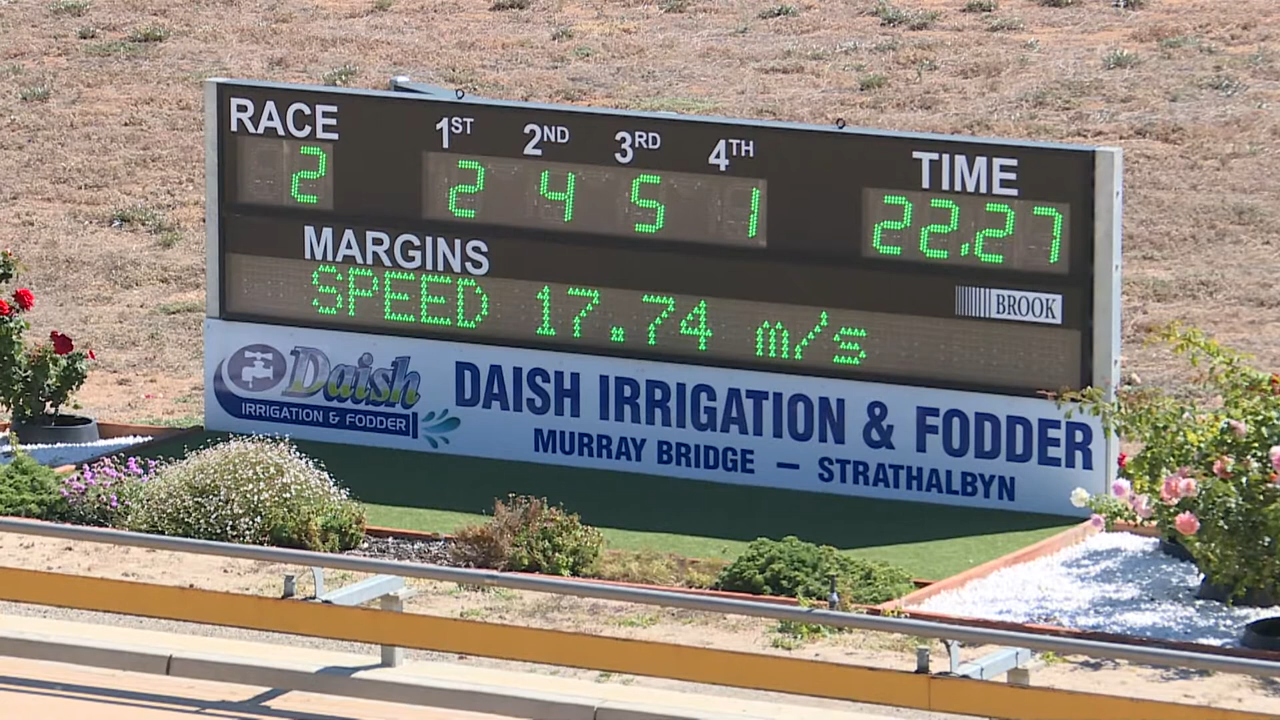 RACE 1ST 2ND 3RD 4TH TIME
2 2 4 5 1 22.27
MARGINS
SPEED 17.74 m/s
BROOK
Daish
IRRIGATION & FODDER
DAISH IRRIGATION & FODDER
MURRAY BRIDGE – STRATHALBYN